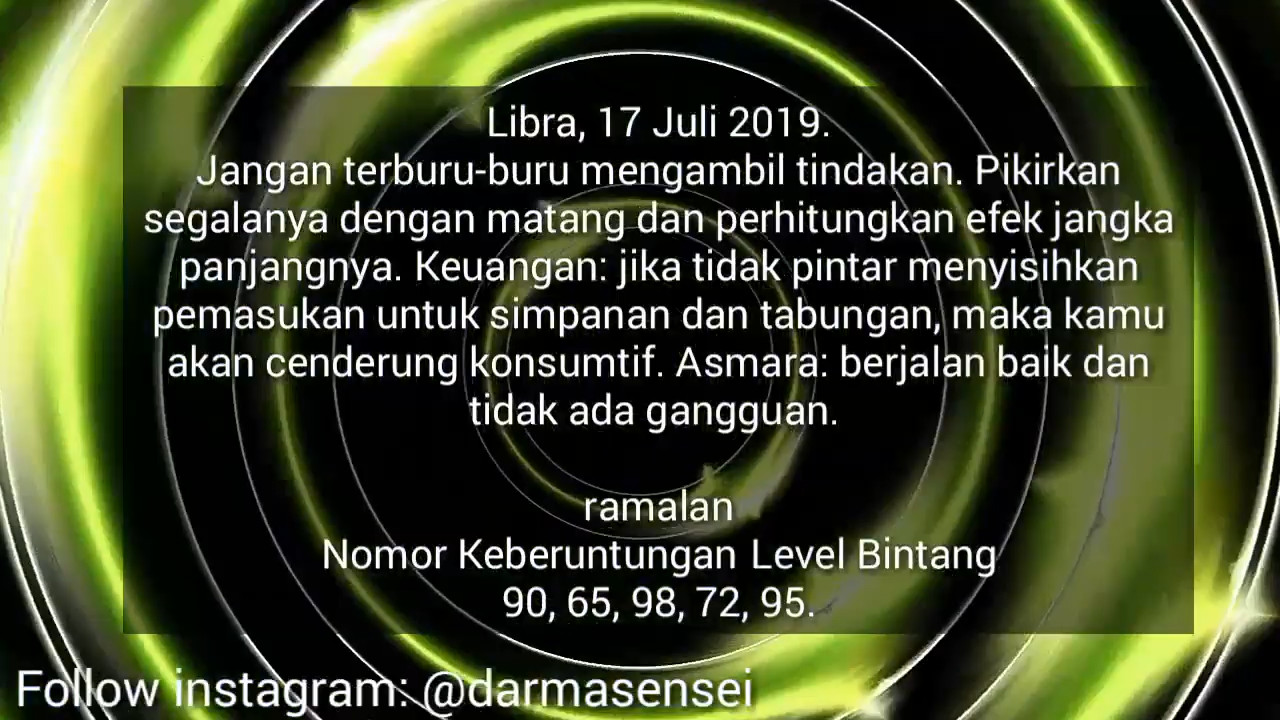 Libra, 17 Juli 2019.
Jangan terburu-buru mengambil tindakan. Pikirkan
segalanya dengan matang dan perhitungkan efek jangka
panjangnya. Keuangan: jika tidak pintar menyisihkan
pemasukan untuk simpanan dan tabungan, maka kamu
akan cenderung konsumtif. Asmara: berjalan baik dan
tidak ada gangguan.
ramalan
Nomor Keberuntungan Level Bintang
90, 65, 98, 72, 95.
Follow instagram: @darmasensei